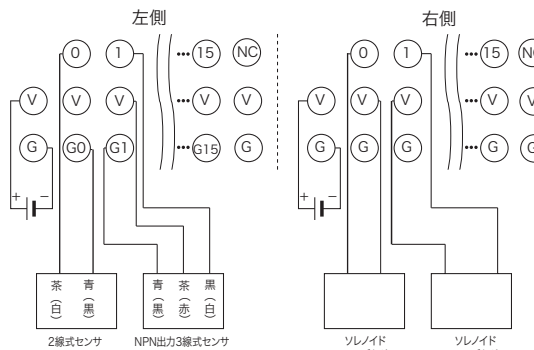 左側
右側
0 1 ･･･15 NC
0 1 ･･･15
V V V ･･･V V
V V V ･･･V
G G0 G1 ･･･G15 G
G G G ･･･G
+ −
+ −
茶(白) 青(黒)
青(黒) 茶(赤) 黒(白)
2線式センサ NPN出力3線式センサ
ソレノイド ソレノイド